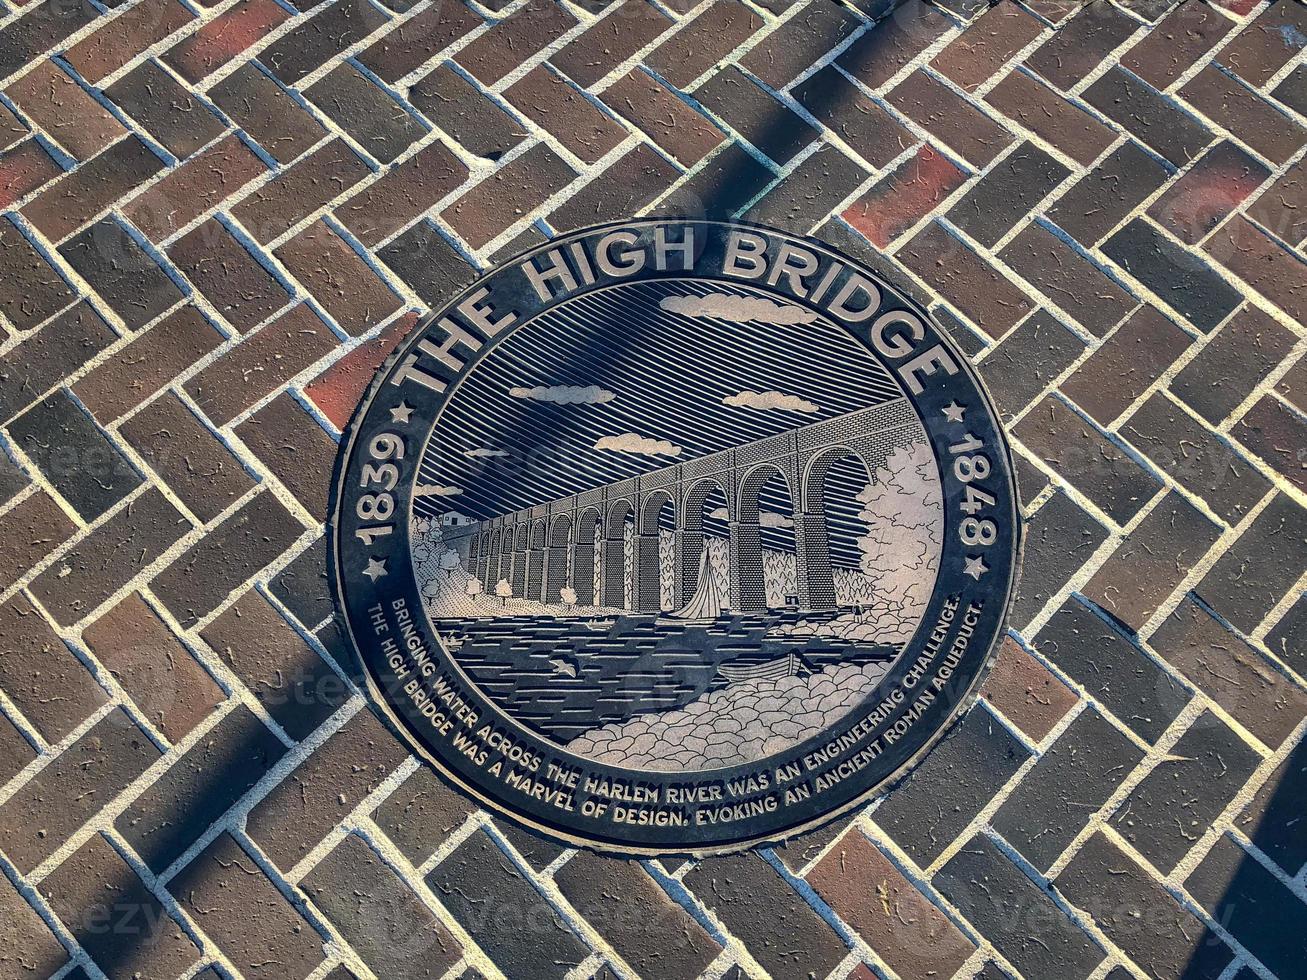 THE HIGH BRIDGE
1839
1848
BRINGING WATER ACROSS THE HARLEM RIVER WAS AN ENGINEERING CHALLENGE.
THE HIGH BRIDGE WAS A MARVEL OF DESIGN, EVOKING AN ANCIENT ROMAN AQUEDUCT.
Vecteezy